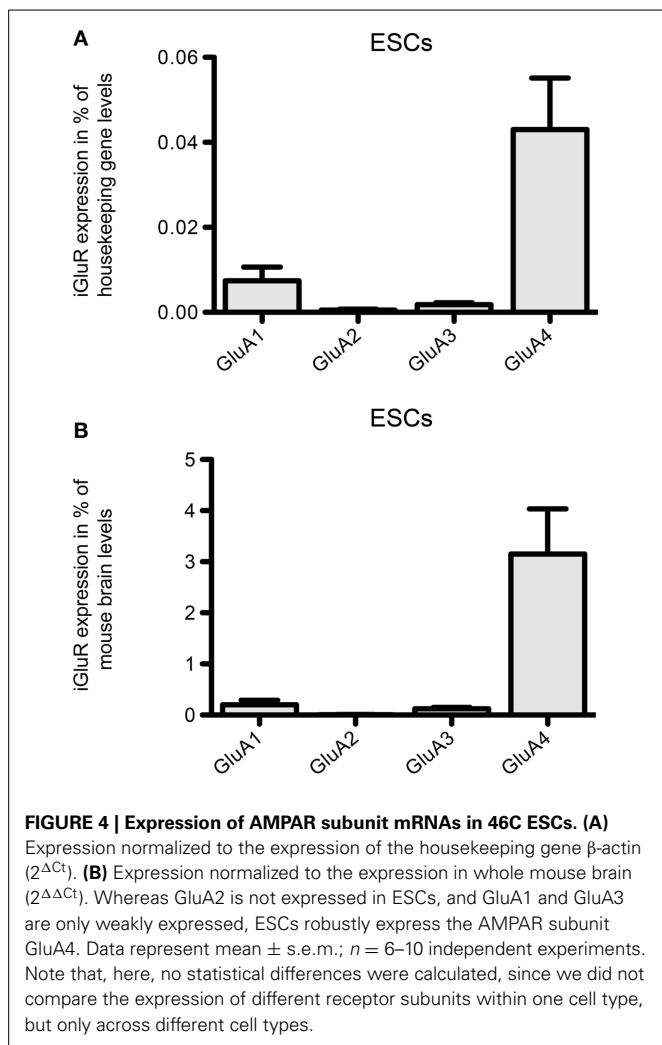 A
ESCs
iGluR expression in % of
housekeeping gene levels
0.06
0.04
0.02
0.00
GluA1
GluA2
GluA3
GluA4
B
ESCs
iGluR expression in % of
mouse brain levels
5
4
3
2
1
0
GluA1
GluA2
GluA3
GluA4
FIGURE 4 | Expression of AMPAR subunit mRNAs in 46C ESCs. (A)
Expression normalized to the expression of the housekeeping gene β-actin
(2^ΔCt). (B) Expression normalized to the expression in whole mouse brain
(2^ΔΔCt). Whereas GluA2 is not expressed in ESCs, and GluA1 and GluA3
are only weakly expressed, ESCs robustly express the AMPAR subunit
GluA4. Data represent mean ± s.e.m.; n = 6–10 independent experiments.
Note that, here, no statistical differences were calculated, since we did not
compare the expression of different receptor subunits within one cell type,
but only across different cell types.